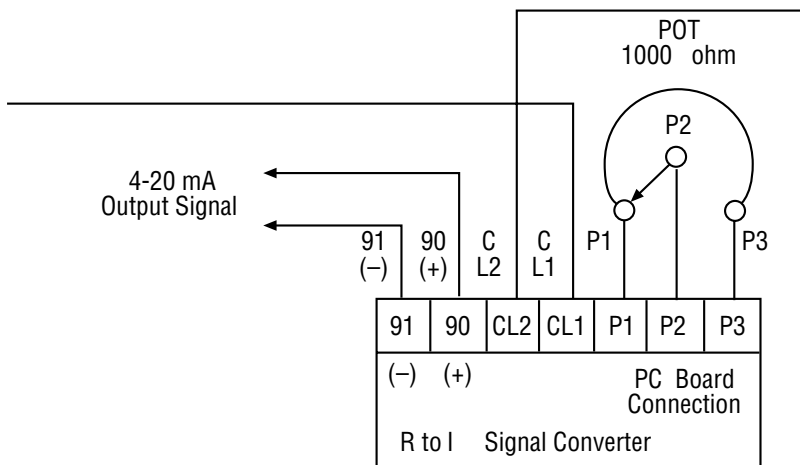 POT
1000 ohm
P2
4-20 mA
Output Signal
91
(–)
90
(+)
C
L2
C
L1
P1
P3
91
90
CL2
CL1
P1
P2
P3
(–)
(+)
PC Board
Connection
R to I Signal Converter